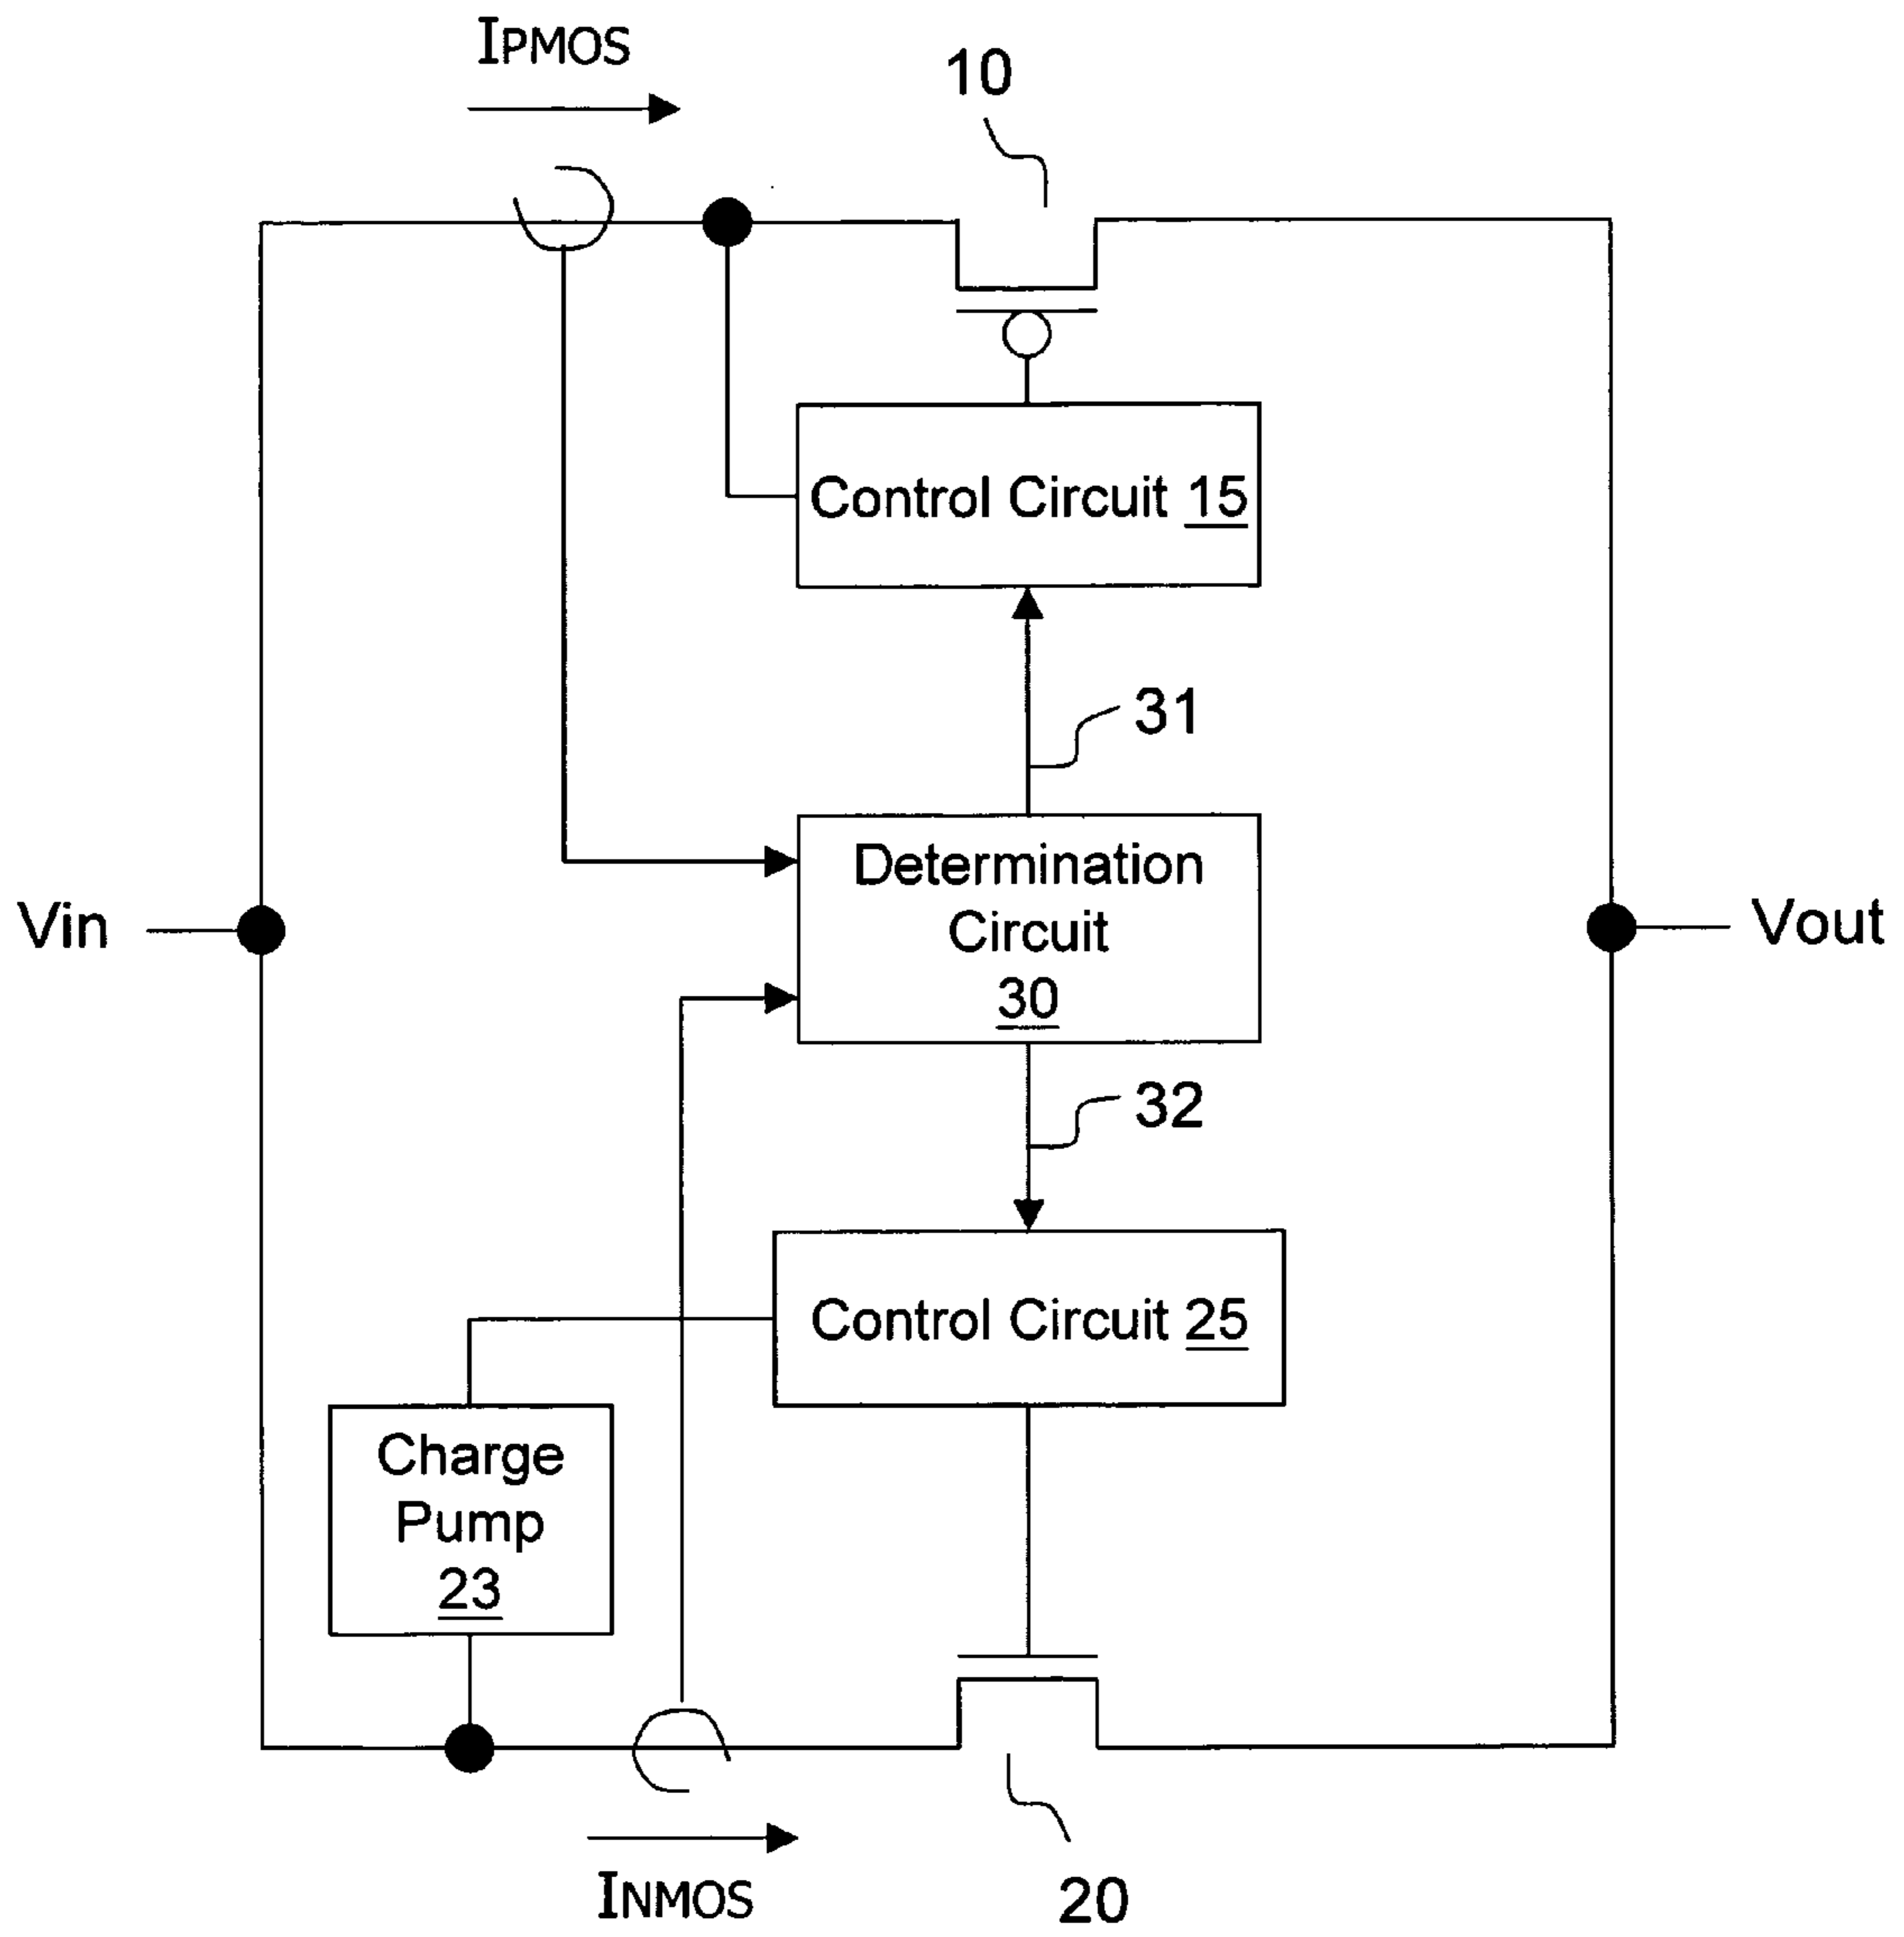 IPMOS
10
Control Circuit 15
31
Determination
Circuit
30
Vin
Vout
32
Control Circuit 25
Charge
Pump
23
INMOS
20